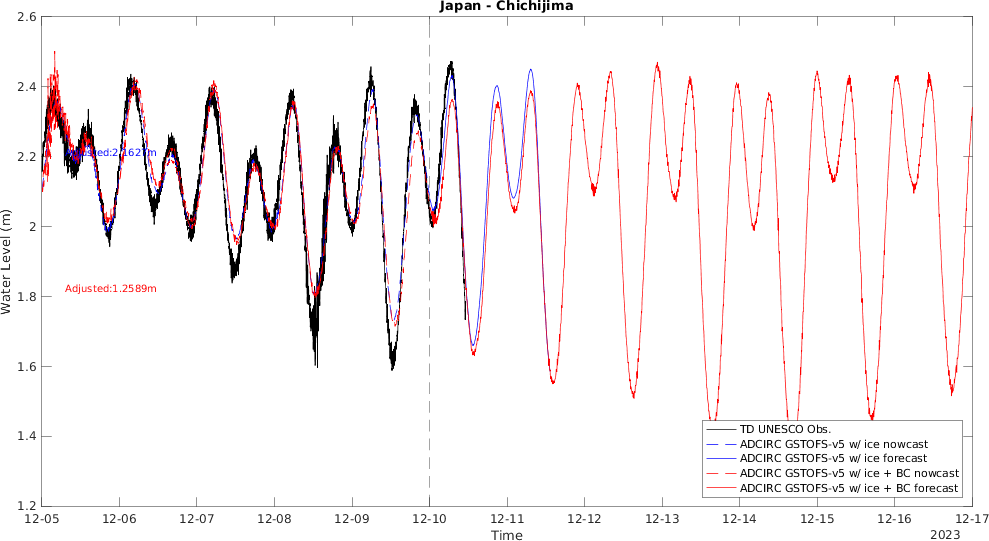 Japan - Chichijima
Water Level (m)
2.6
2.4
2.2
2
1.8
1.6
1.4
1.2
Adjusted:2.1627m
Adjusted:1.2589m
TD UNESCO Obs.
ADCIRC GSTOFS-v5 w/ ice nowcast
ADCIRC GSTOFS-v5 w/ ice forecast
ADCIRC GSTOFS-v5 w/ ice + BC nowcast
ADCIRC GSTOFS-v5 w/ ice + BC forecast
12-05 12-06 12-07 12-08 12-09 12-10 12-11 12-12 12-13 12-14 12-15 12-16 12-17
Time
2023